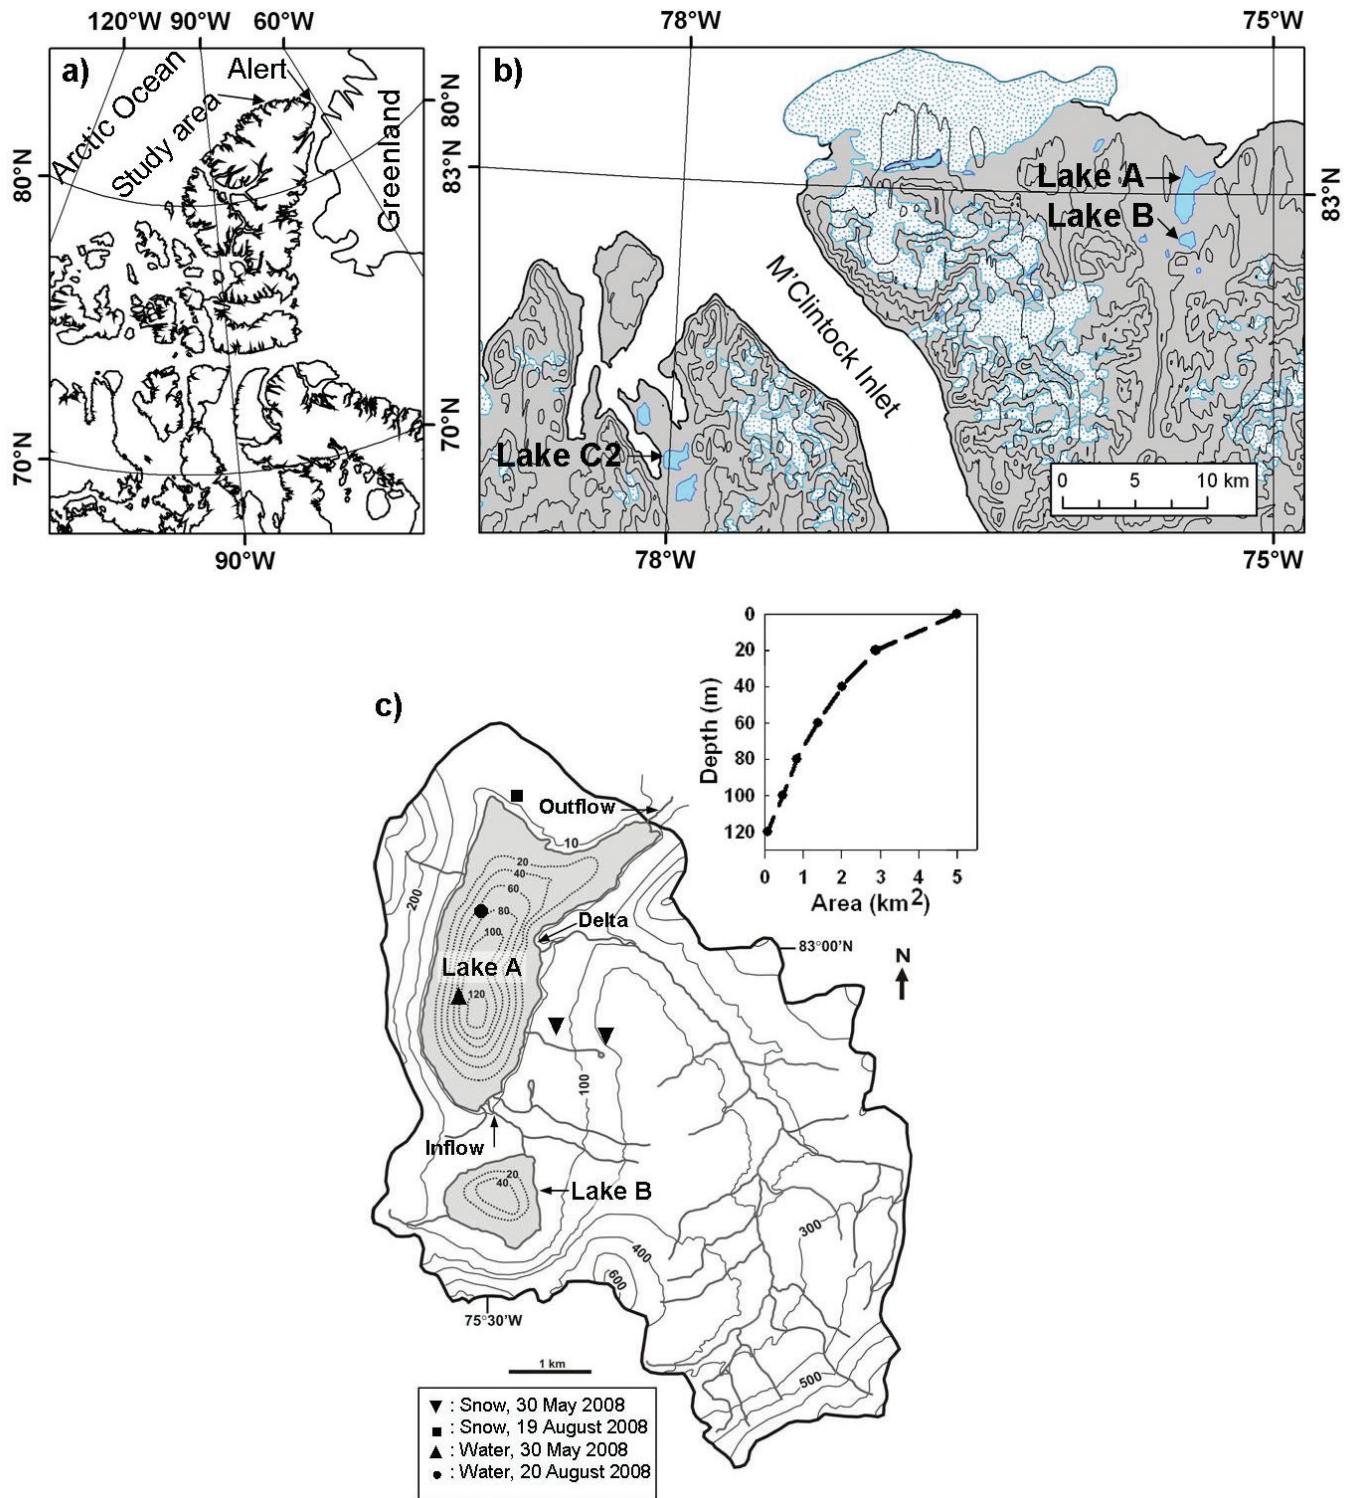 120°W 90°W 60°W
a)
Alert
Arctic Ocean
Study area
Greenland
80°N
80°N
70°N
70°N
90°W
78°W
75°W
b)
83°N
83°N
Lake A
Lake B
M'Clintock Inlet
Lake C2
0 5 10 km
78°W
75°W
c)
0
20
40
60
80
100
120
Depth (m)
0 1 2 3 4 5
Area (km2)
Outflow
10
20
40
60
80
100
200
Delta
83°00'N
N
Lake A
120
100
Inflow
20
40
Lake B
300
400
600
75°30'W
500
1 km
▼ : Snow, 30 May 2008
■ : Snow, 19 August 2008
▲ : Water, 30 May 2008
● : Water, 20 August 2008